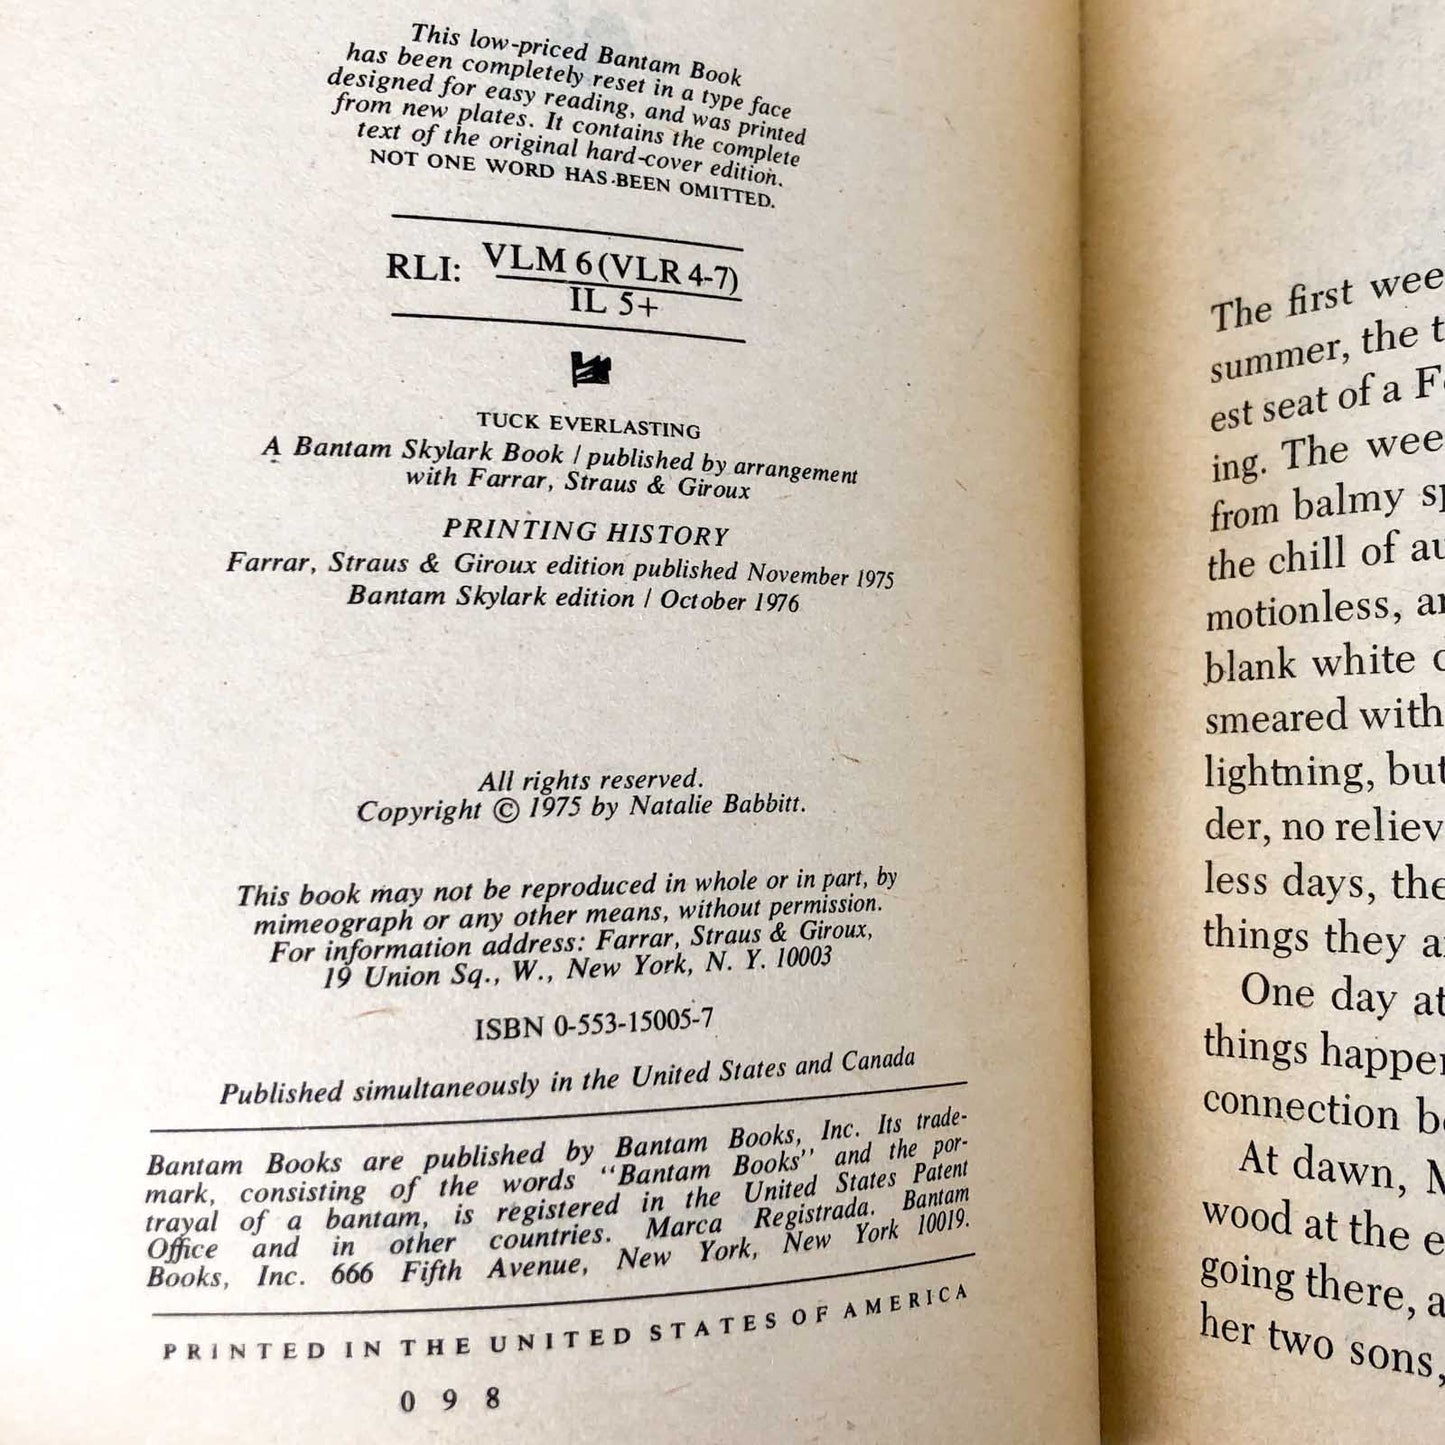 This low-priced Bantam Book
has been completely reset in a type face
designed for easy reading, and was printed
from new plates. It contains the complete
text of the original hard-cover edition.
NOT ONE WORD HAS BEEN OMITTED.
RLI: VLM 6 (VLR 4-7)
IL 5+
TUCK EVERLASTING
A Bantam Skylark Book / published by arrangement
with Farrar, Straus & Giroux
PRINTING HISTORY
Farrar, Straus & Giroux edition published November 1975
Bantam Skylark edition / October 1976
All rights reserved.
Copyright © 1975 by Natalie Babbitt.
This book may not be reproduced in whole or in part, by
mimeograph or any other means, without permission.
For information address: Farrar, Straus & Giroux,
19 Union Sq., W., New York, N. Y. 10003
ISBN 0-553-15005-7
Published simultaneously in the United States and Canada
Bantam Books are published by Bantam Books, Inc. Its trade-
mark, consisting of the words "Bantam Books" and the por-
trayal of a bantam, is registered in the United States Patent
Office and in other countries. Marca Registrada. Bantam
Books, Inc. 666 Fifth Avenue, New York, New York 10019.
PRINTED IN THE UNITED STATES OF AMERICA
0 9 8
The first wee
summer, the t
est seat of a F
ing. The wee
from balmy sp
the chill of au
motionless, an
blank white
smeared with
lightning, but
der, no reliev
less days, the
things they a
One day at
things happen
connection be
At dawn, M
wood at the e
going there, a
her two sons,